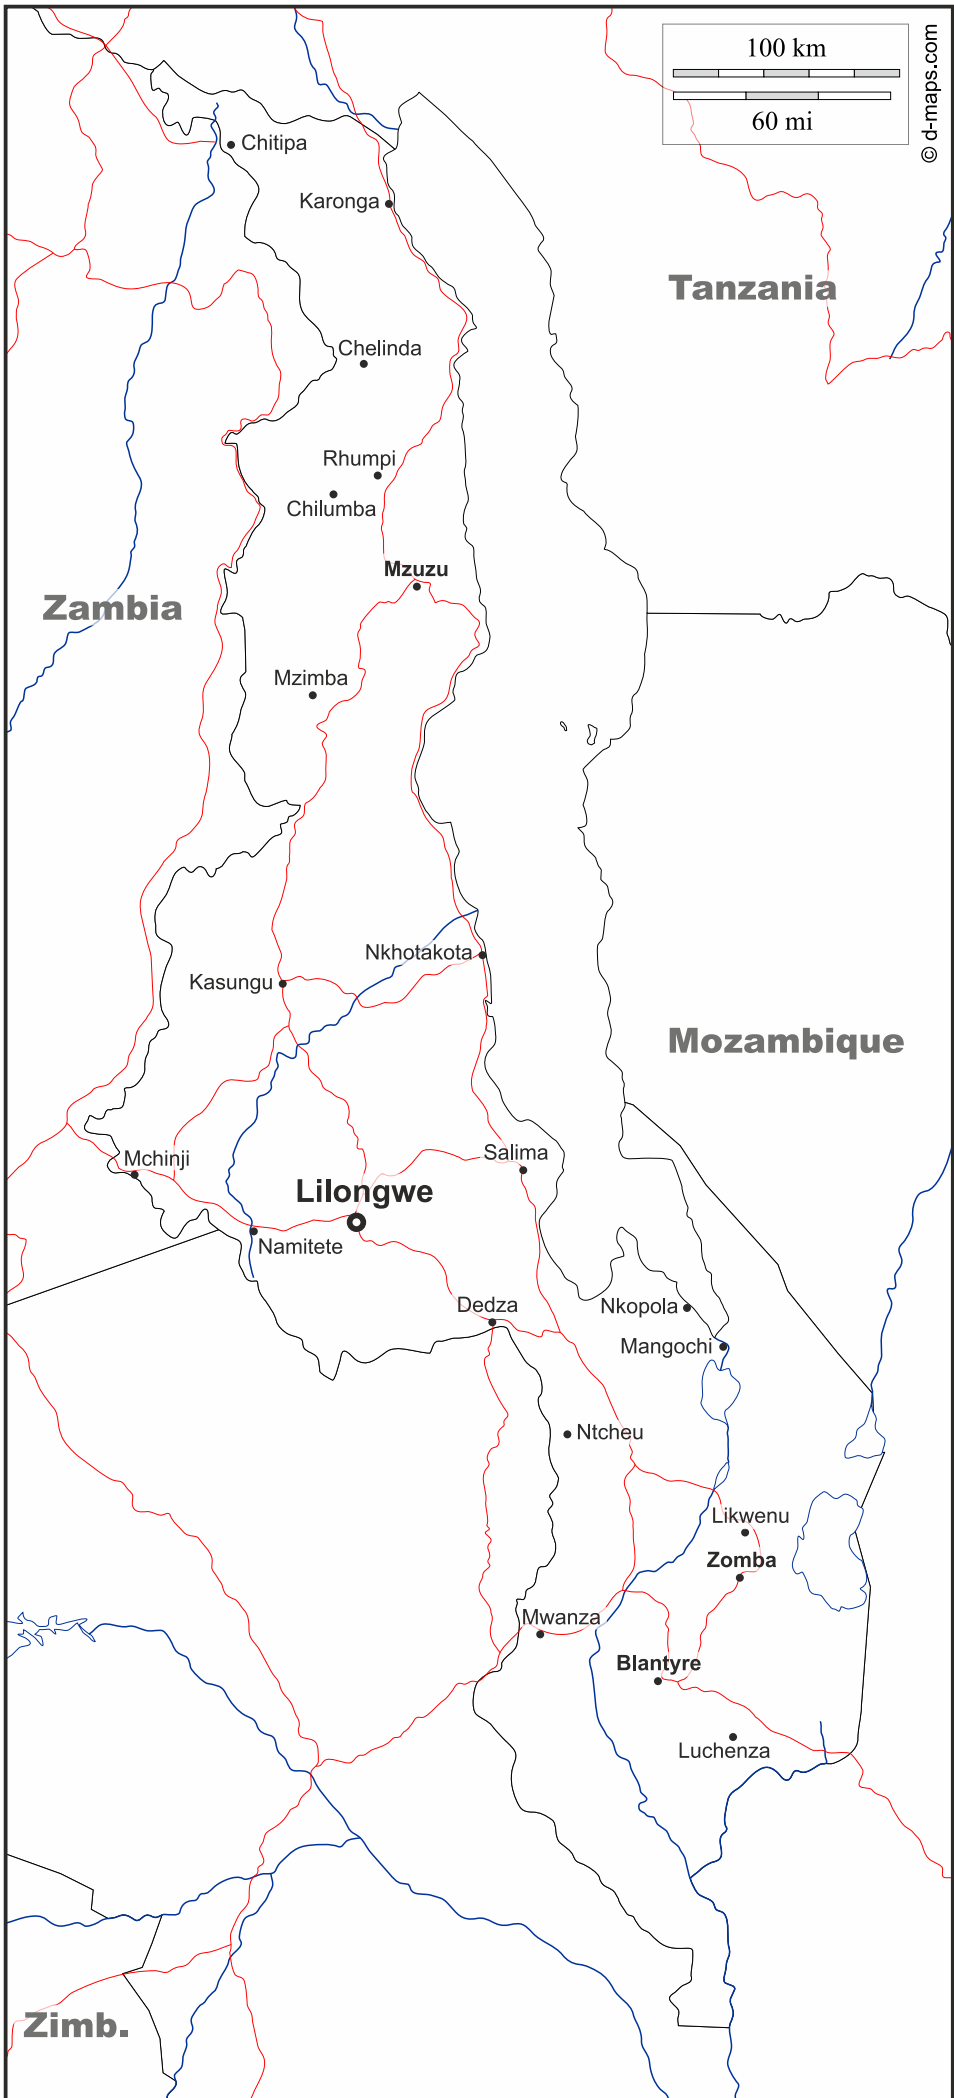 100 km
60 mi
© d-maps.com
Chitipa
Karonga
Tanzania
Chelinda
Rhumpi
Chilumba
Mzuzu
Zambia
Mzimba
Nkhotakota
Kasungu
Mozambique
Mchinji
Salima
Lilongwe
Namitete
Dedza
Nkopola
Mangochi
Ntcheu
Likwenu
Zomba
Mwanza
Blantyre
Luchenza
Zimb.